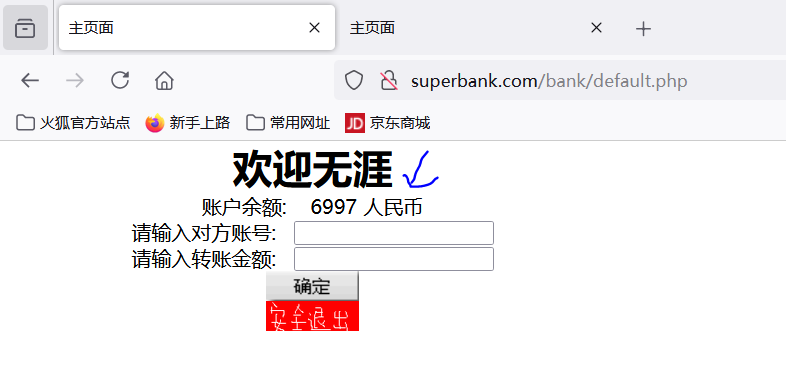 主页面 主页面
superbank.com/bank/default.php
火狐官方站点 新手上路 常用网址 JD 京东商城
欢迎无涯
账户余额: 6997 人民币
请输入对方账号:
请输入转账金额:
确定
安全退出